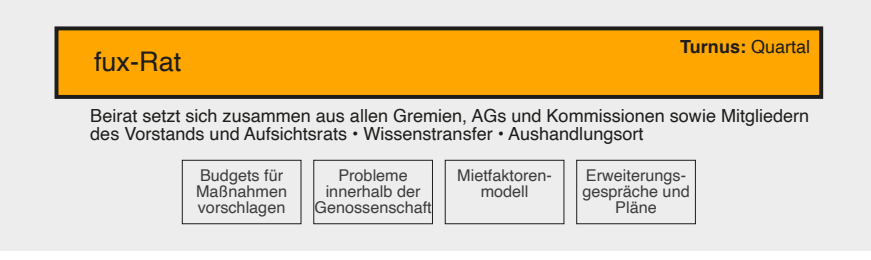 fux-Rat
Turnus: Quartal
Beirat setzt sich zusammen aus allen Gremien, AGs und Kommissionen sowie Mitgliedern
des Vorstands und Aufsichtsrats • Wissenstransfer • Aushandlungsort
Budgets für
Maßnahmen
vorschlagen
Probleme
innerhalb der
Genossenschaft
Mietfaktoren-
modell
Erweiterungs-
gespräche und
Pläne